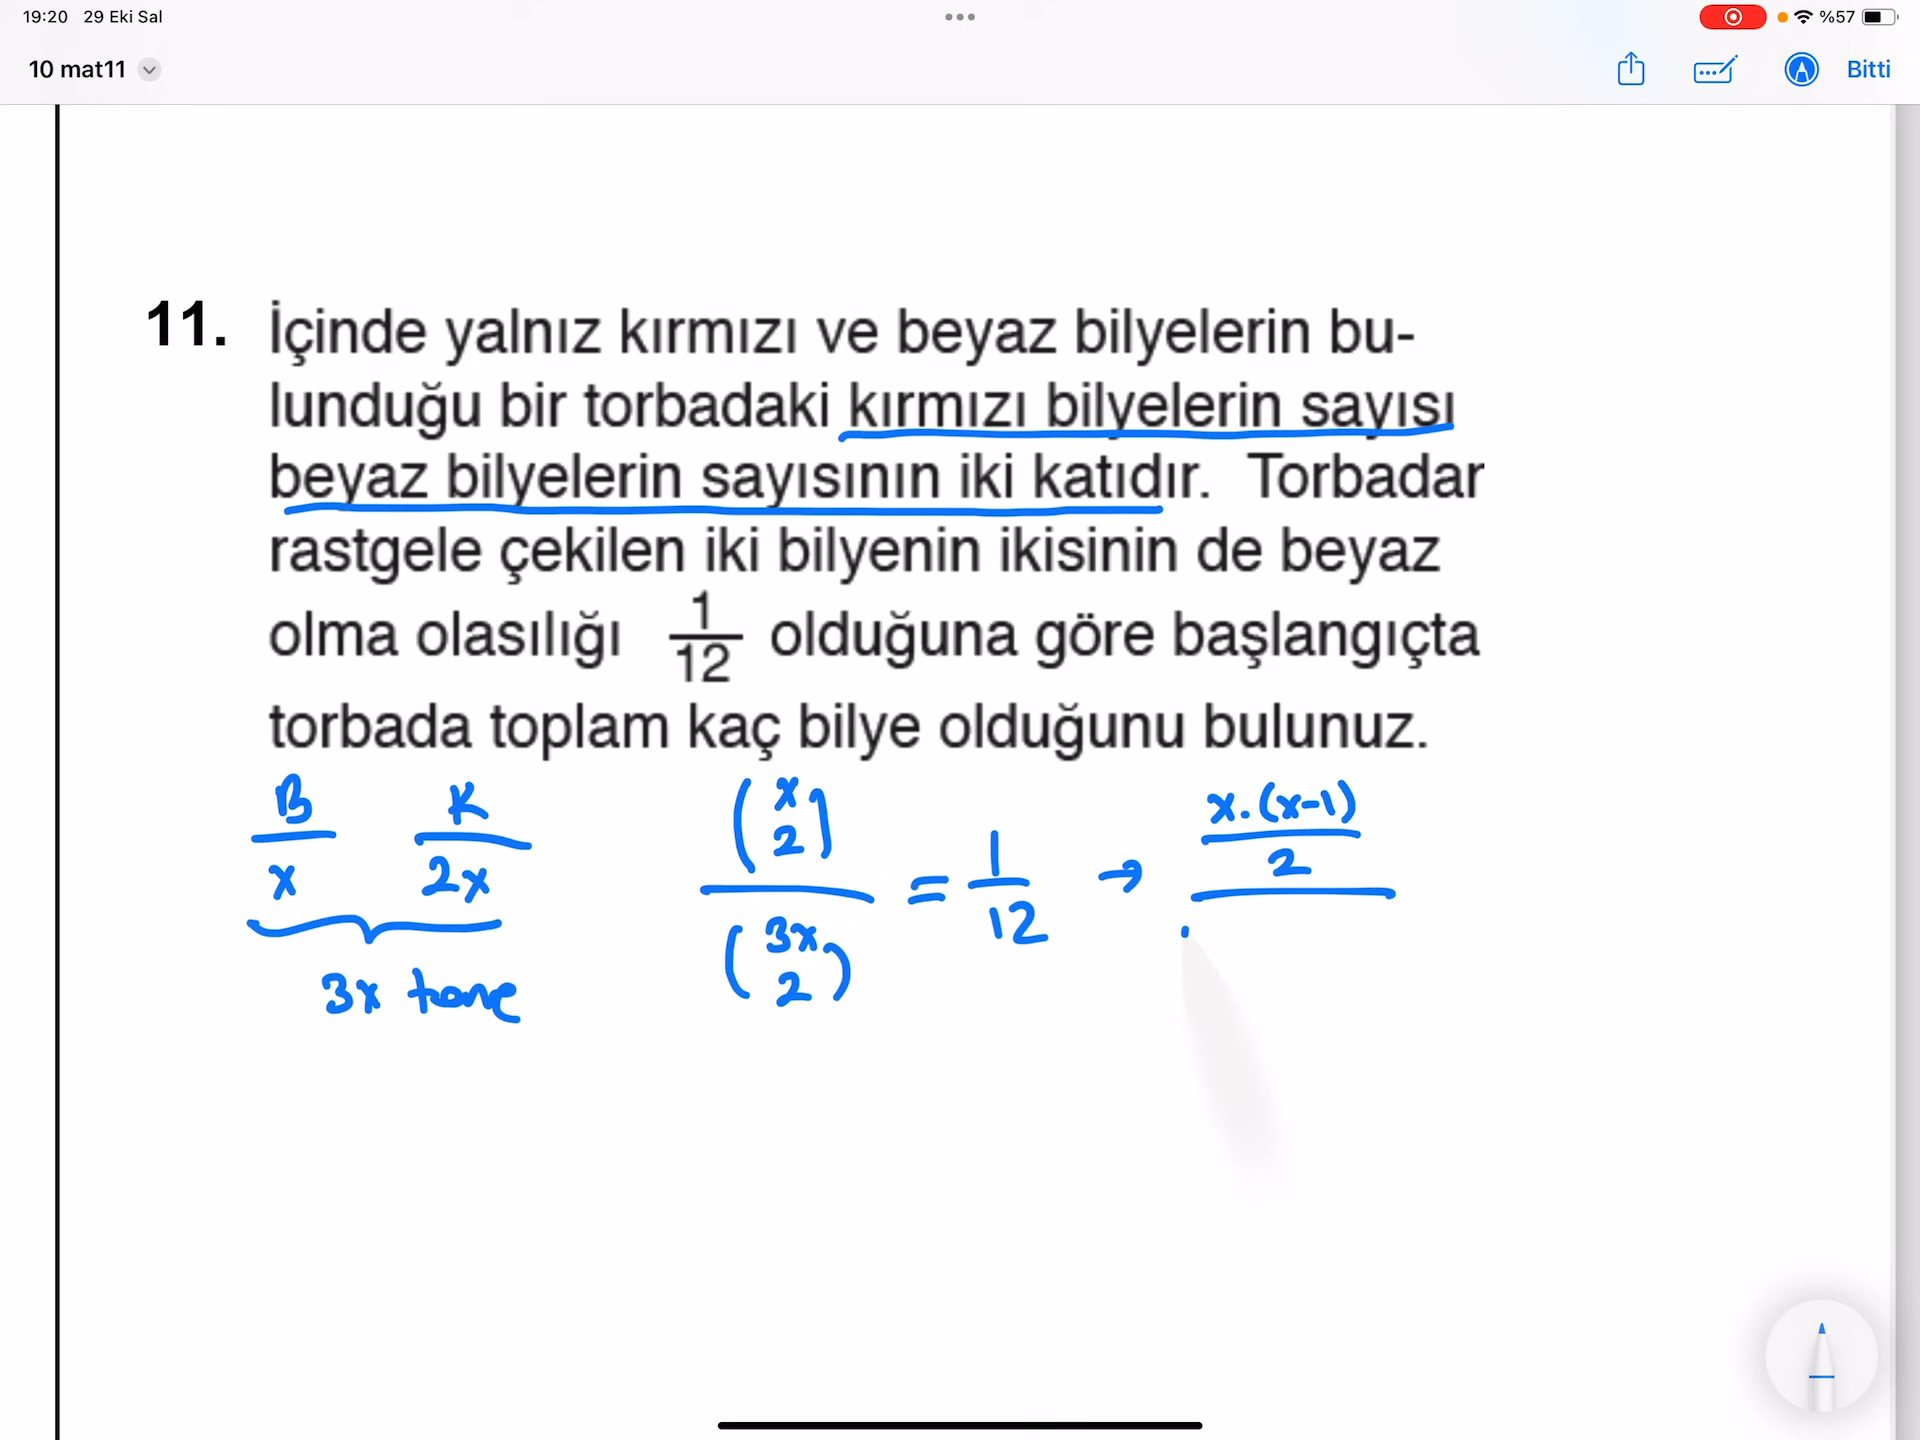 19:20 29 Eki Sal
%57
10 mat11
Bitti
11. İçinde yalnız kırmızı ve beyaz bilyelerin bu-
lunduğu bir torbadaki kırmızı bilyelerin sayısı
beyaz bilyelerin sayısının iki katıdır. Torbadar
rastgele çekilen iki bilyenin ikisinin de beyaz
olma olasılığı 1/12 olduğuna göre başlangıçta
torbada toplam kaç bilye olduğunu bulunuz.
B K
x 2x
3x tane
(x 2) / (3x 2) = 1/12 → x.(x-1) / 2